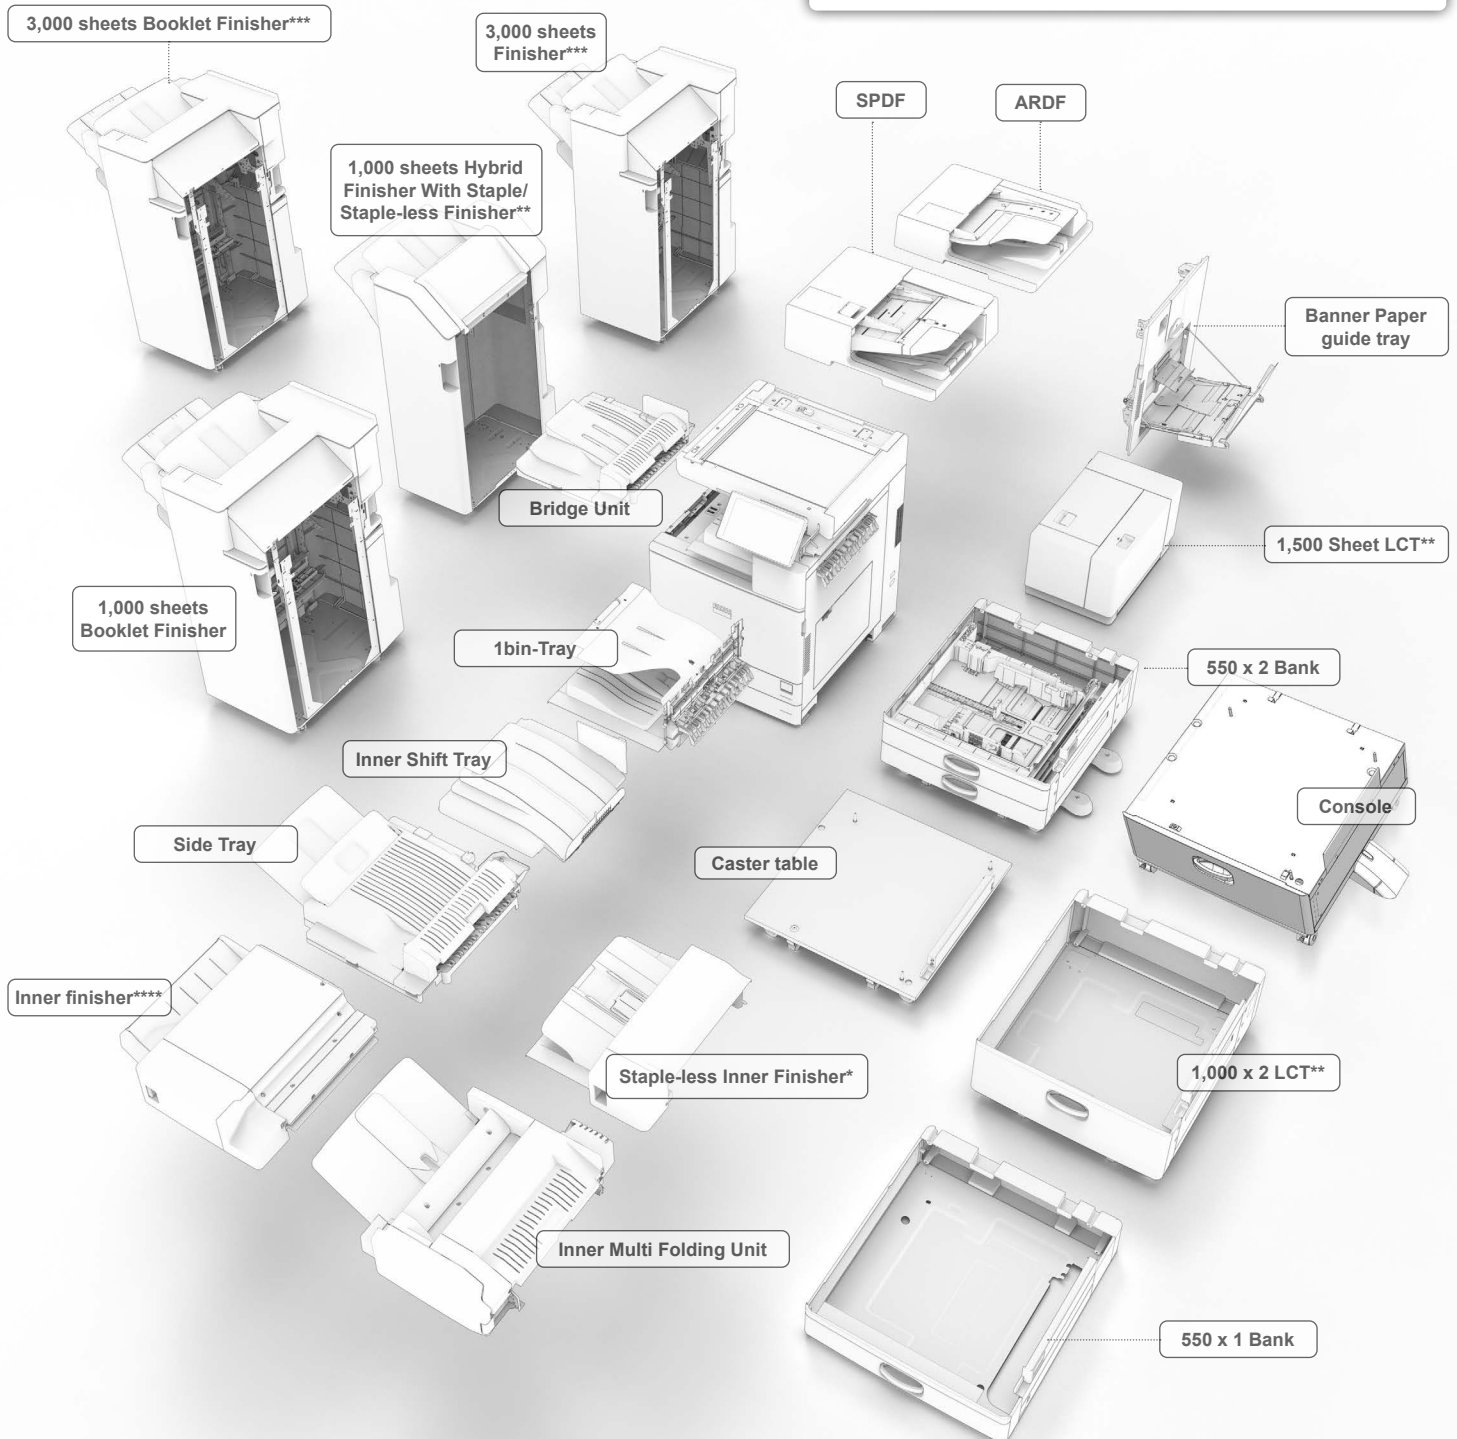 3,000 sheets Booklet Finisher***
3,000 sheets
Finisher***
SPDF
ARDF
1,000 sheets Hybrid
Finisher With Staple/
Staple-less Finisher**
Banner Paper
guide tray
Bridge Unit
1,500 Sheet LCT**
1,000 sheets
Booklet Finisher
1bin-Tray
550 x 2 Bank
Inner Shift Tray
Console
Side Tray
Caster table
Inner finisher****
Staple-less Inner Finisher*
1,000 x 2 LCT**
Inner Multi Folding Unit
550 x 1 Bank